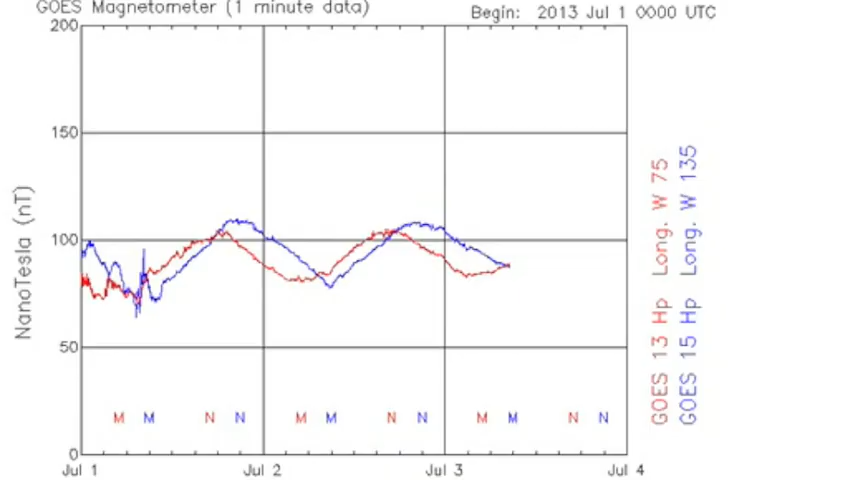 GOES Magnetometer (1 minute data)
Begin: 2013 Jul 1 0000 UTC
200
150
100
50
0
NanoTesla (nT)
M M N N M M N N M M N N
Jul 1 Jul 2 Jul 3 Jul 4
GOES 13 Hp Long. W 75
GOES 15 Hp Long. W 135